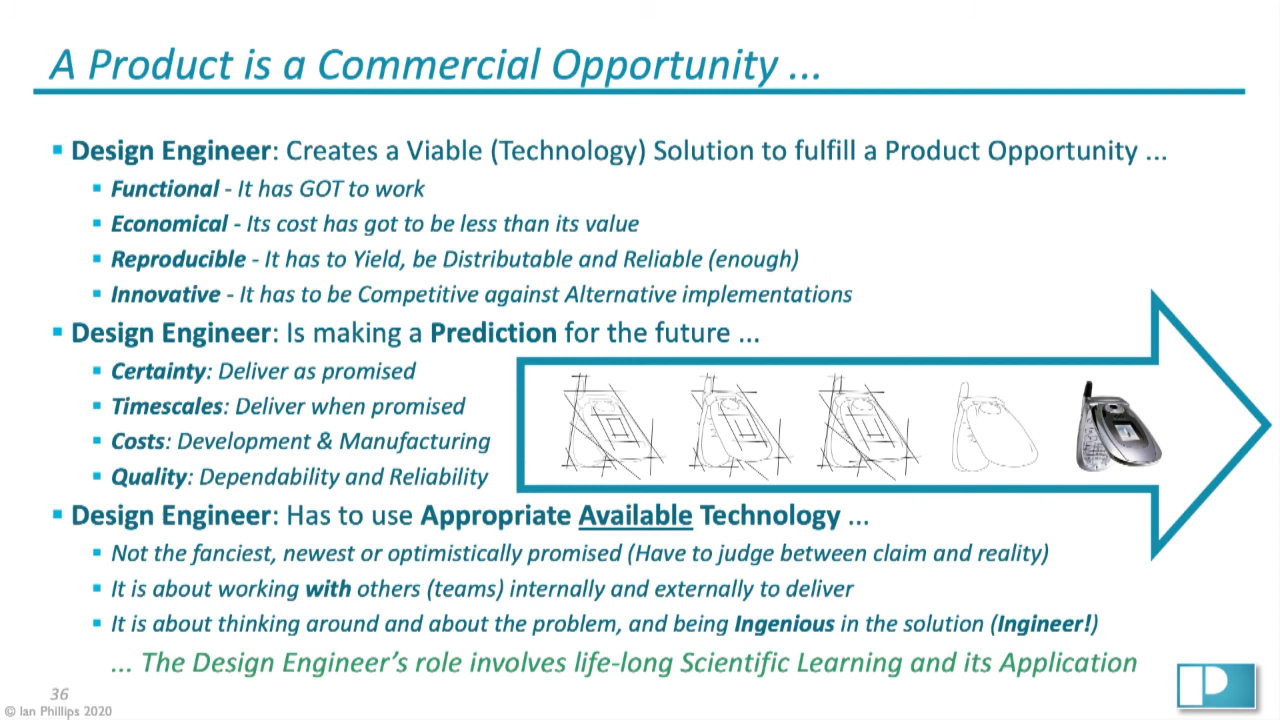 A Product is a Commercial Opportunity ...
Design Engineer: Creates a Viable (Technology) Solution to fulfill a Product Opportunity ...
Functional - It has GOT to work
Economical - Its cost has got to be less than its value
Reproducible - It has to Yield, be Distributable and Reliable (enough)
Innovative - It has to be Competitive against Alternative implementations
Design Engineer: Is making a Prediction for the future ...
Certainty: Deliver as promised
Timescales: Deliver when promised
Costs: Development & Manufacturing
Quality: Dependability and Reliability
Design Engineer: Has to use Appropriate Available Technology ...
Not the fanciest, newest or optimistically promised (Have to judge between claim and reality)
It is about working with others (teams) internally and externally to deliver
It is about thinking around and about the problem, and being Ingenious in the solution (Ingineer!)
... The Design Engineer's role involves life-long Scientific Learning and its Application
36
© Ian Phillips 2020
P